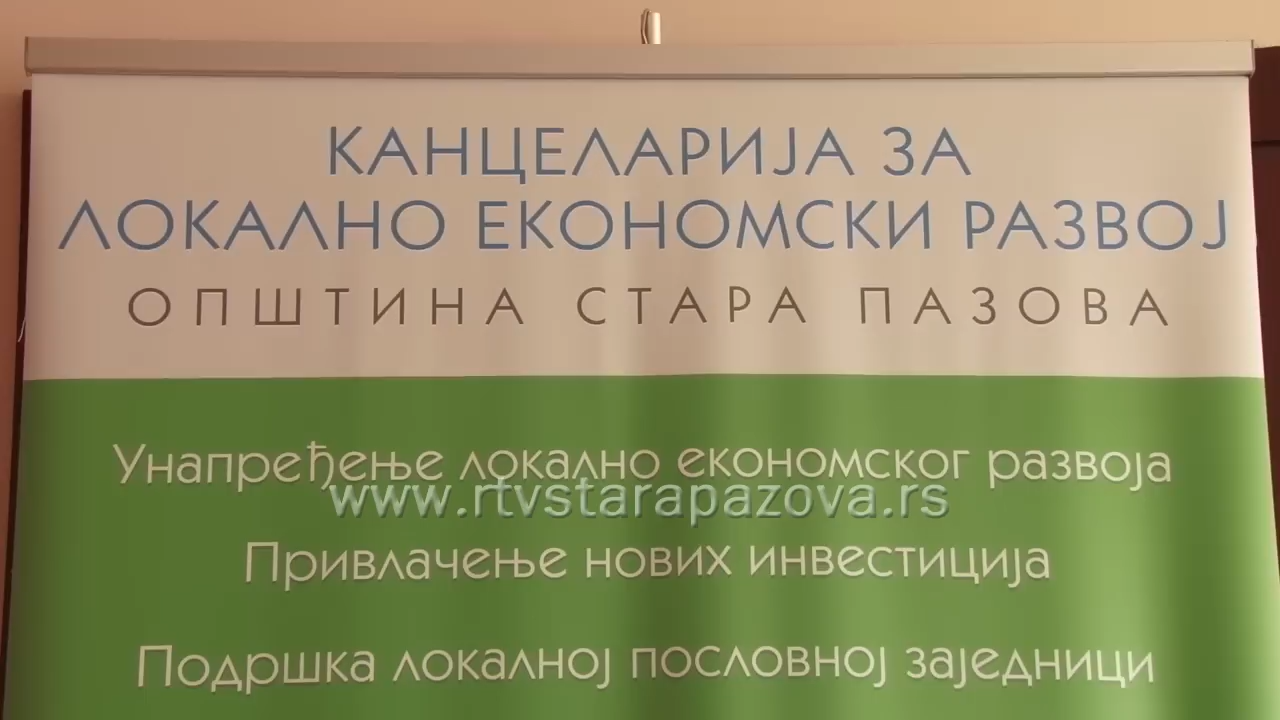 КАНЦЕЛАРИЈА ЗА
ЛОКАЛНО ЕКОНОМСКИ РАЗВОЈ
ОПШТИНА СТАРА ПАЗОВА
Унапређење локално економског развоја
www.rtvstarapazova.rs
Привлачење нових инвестиција
Подршка локалној пословној заједници